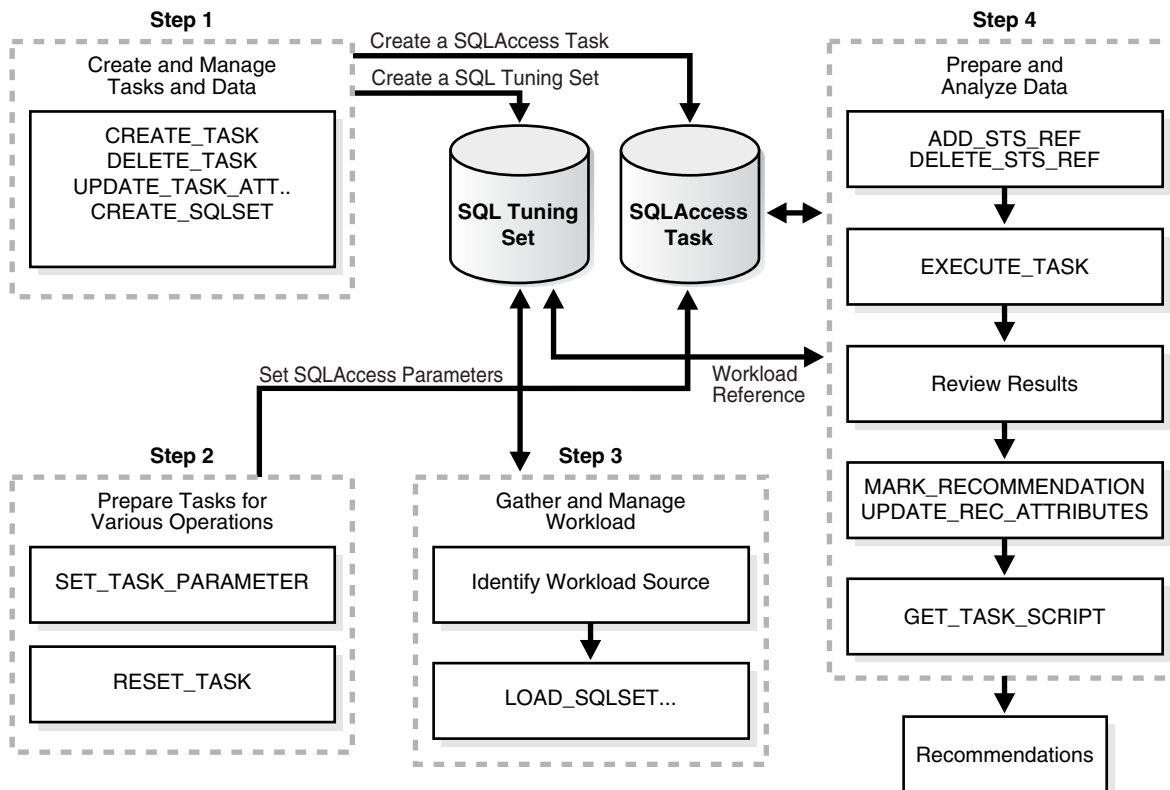 Step 1
Create and Manage
Tasks and Data
CREATE_TASK
DELETE_TASK
UPDATE_TASK_ATT..
CREATE_SQLSET
Create a SQLAccess Task
Create a SQL Tuning Set
SQL Tuning
Set
SQLAccess
Task
Set SQLAccess Parameters
Workload
Reference
Step 2
Prepare Tasks for
Various Operations
SET_TASK_PARAMETER
RESET_TASK
Step 3
Gather and Manage
Workload
Identify Workload Source
LOAD_SQLSET...
Step 4
Prepare and
Analyze Data
ADD_STS_REF
DELETE_STS_REF
EXECUTE_TASK
Review Results
MARK_RECOMMENDATION
UPDATE_REC_ATTRIBUTES
GET_TASK_SCRIPT
Recommendations